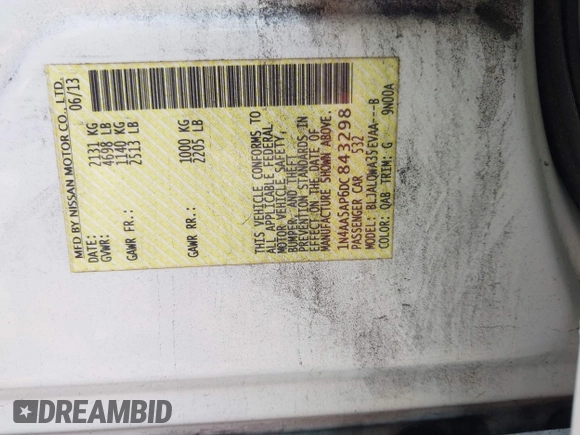 MFD BY NISSAN MOTOR CO., LTD.
DATE: 06/13
GVWR: 2131 KG
4698 LB
GAWR FR.: 1140 KG
2513 LB
GAWR RR.: 1000 KG
2205 LB
THIS VEHICLE CONFORMS TO
ALL APPLICABLE FEDERAL
MOTOR VEHICLE SAFETY,
BUMPER, AND THEFT
PREVENTION STANDARDS IN
EFFECT ON THE DATE OF
MANUFACTURE SHOWN ABOVE.
1N4AA5AP6DC843298
PASSENGER CAR 532
MODEL: BLJALQWA35EVAA---B
COLOR: QAB TRIM: G 9N00A
DREAMBID